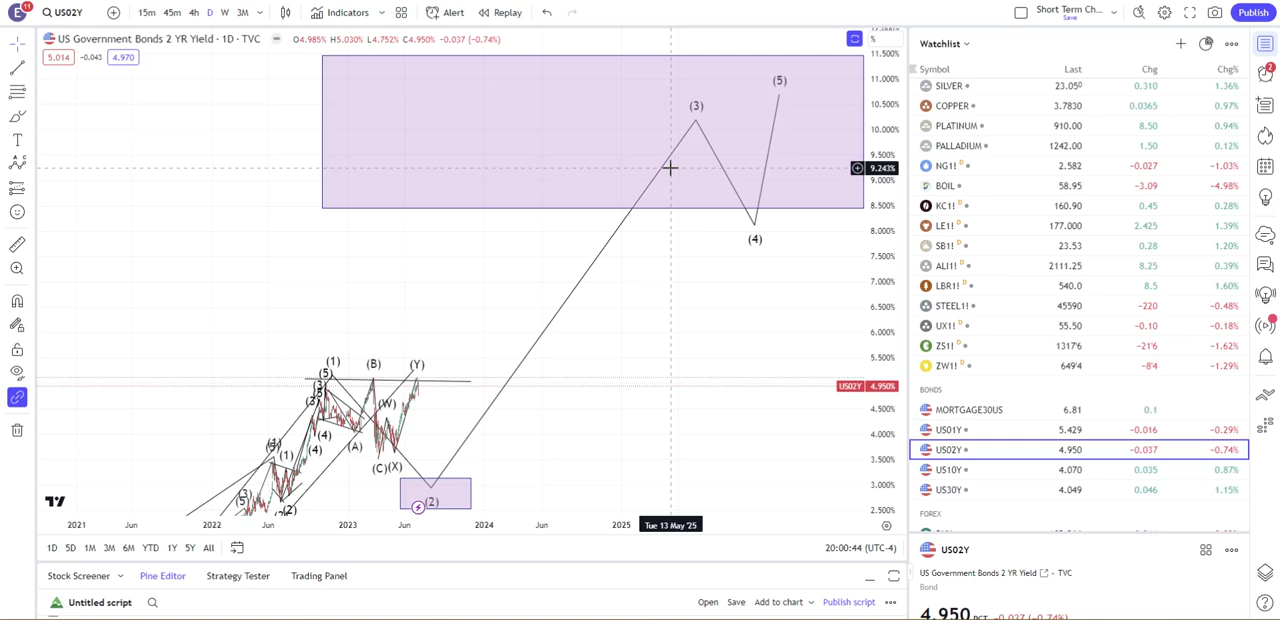 E 11 US02Y 15m 45m 4h D W 3M Indicators Alert Replay Short Term Ch... Save Publish
US Government Bonds 2 YR Yield · 1D · TVC O4.985% H5.030% L4.752% C4.950% -0.037 (-0.74%)
5.014 -0.043 4.970
%
11.500%
11.000%
10.500%
10.000%
9.500%
9.243%
9.000%
8.500%
8.000%
7.500%
7.000%
6.500%
6.000%
5.500%
US02Y 4.950%
4.500%
4.000%
3.500%
3.000%
2.500%
(5)
(3)
(4)
(1) (B) (Y)
(5)
(3)
(W)
(4)
(4) (A)
(1)
(C) (X)
(3)
(5)
(2)
(2)
2021 Jun 2022 Jun 2023 Jun 2024 Jun 2025 Tue 13 May '25
1D 5D 1M 3M 6M YTD 1Y 5Y All 20:00:44 (UTC-4)
Stock Screener Pine Editor Strategy Tester Trading Panel
Untitled script Open Save Add to chart Publish script
Watchlist
Symbol Last Chg Chg%
SILVER 23.050 0.310 1.36%
COPPER 3.7830 0.0365 0.97%
PLATINUM 910.00 8.50 0.94%
PALLADIUM 1242.00 1.50 0.12%
NG1! D 2.582 -0.027 -1.03%
BOIL 58.95 -3.09 -4.98%
KC1! D 160.90 0.45 0.28%
LE1! D 177.000 2.425 1.39%
SB1! D 23.53 0.28 1.20%
ALI1! D 2111.25 8.25 0.39%
LBR1! D 540.0 8.5 1.60%
STEEL1! 45590 -220 -0.48%
UX1! D 55.50 -0.10 -0.18%
ZS1! D 1317'6 -21'6 -1.62%
ZW1! D 649'4 -8'4 -1.29%
BONDS
MORTGAGE30US 6.81 0.1
US01Y 5.429 -0.016 -0.29%
US02Y 4.950 -0.037 -0.74%
US10Y 4.070 0.035 0.87%
US30Y 4.049 0.046 1.15%
FOREX
US02Y
US Government Bonds 2 YR Yield · TVC
Bond
4.950 PCT -0.037 (-0.74%)
2